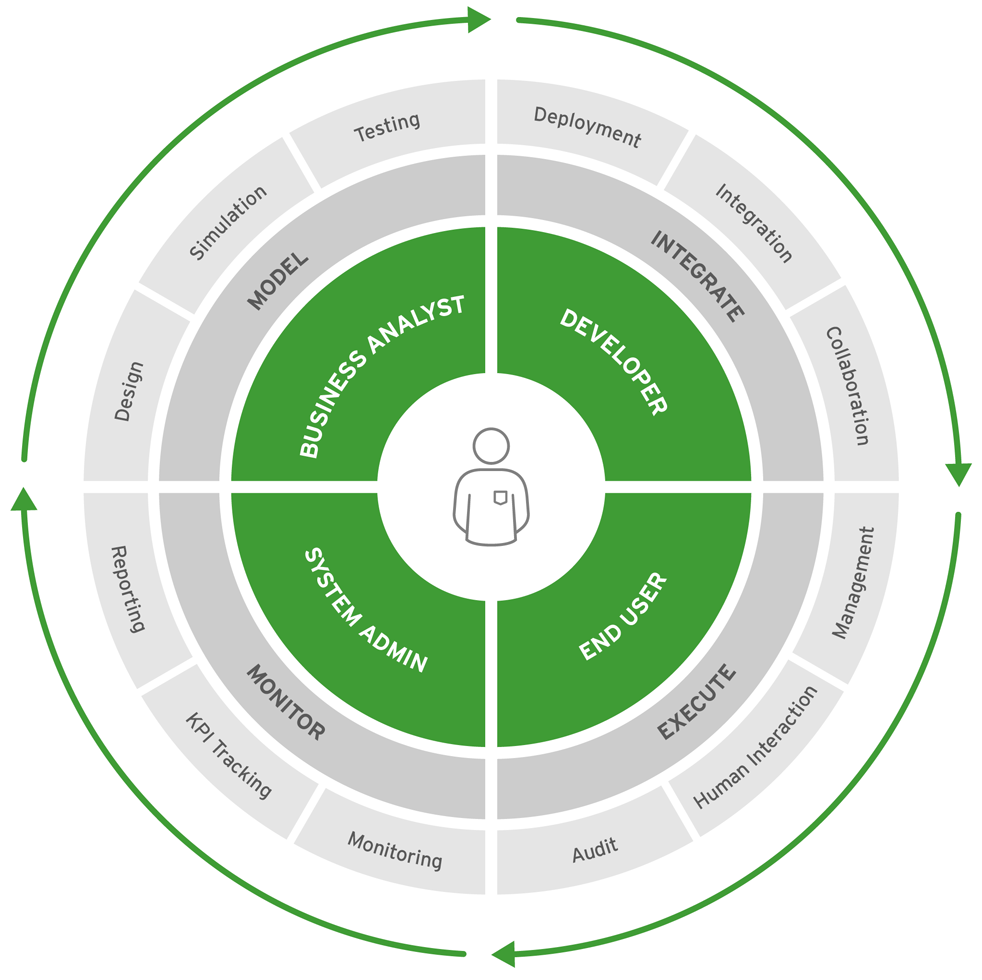 Testing
Deployment
Simulation
Integration
MODEL
INTEGRATE
BUSINESS ANALYST
DEVELOPER
Design
Collaboration
Reporting
Management
SYSTEM ADMIN
END USER
MONITOR
EXECUTE
KPI Tracking
Human Interaction
Monitoring
Audit